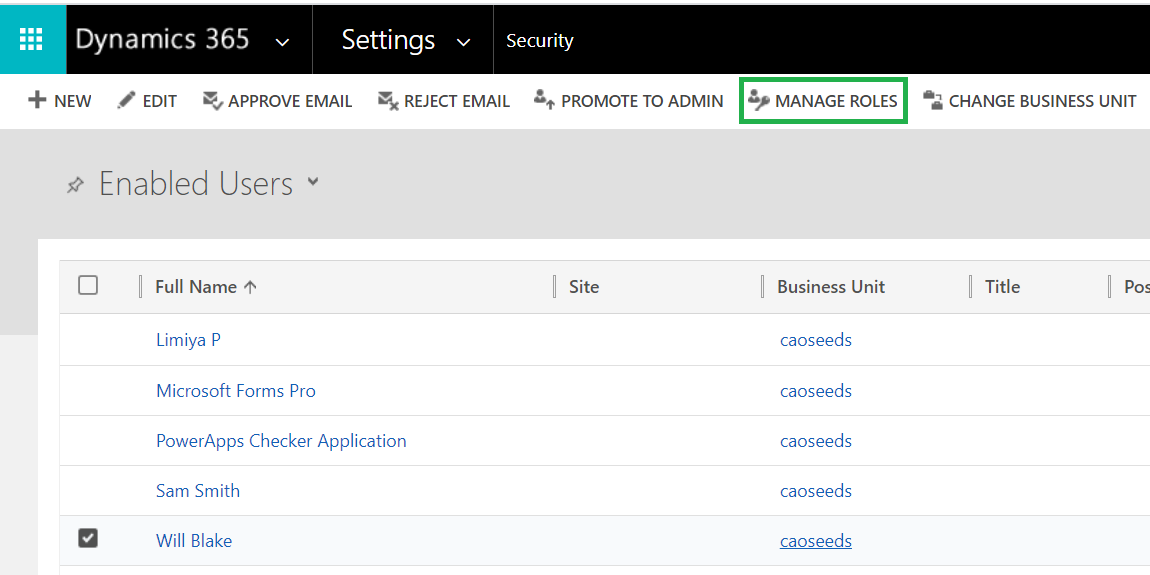 Dynamics 365 Settings Security
NEW EDIT APPROVE EMAIL REJECT EMAIL PROMOTE TO ADMIN MANAGE ROLES CHANGE BUSINESS UNIT
Enabled Users
Full Name Site Business Unit Title Pos
Limiya P caoseeds
Microsoft Forms Pro caoseeds
PowerApps Checker Application caoseeds
Sam Smith caoseeds
Will Blake caoseeds